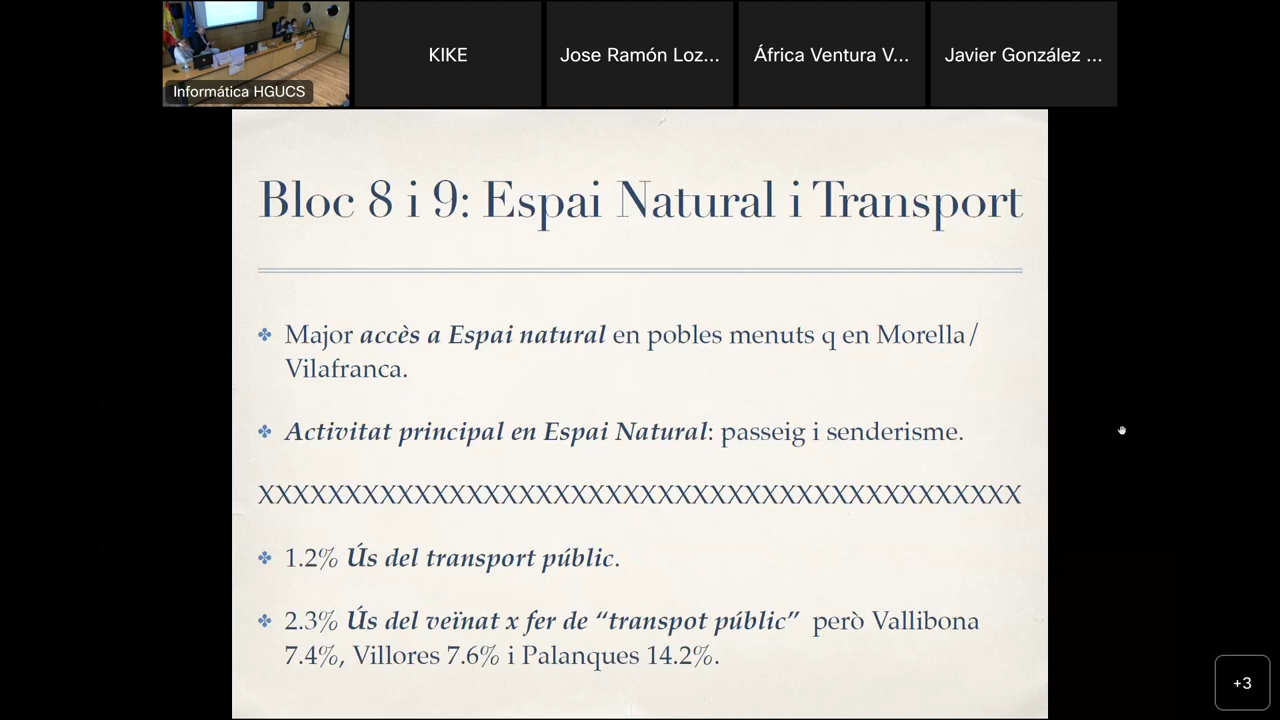 Informática HGUCS
KIKE
Jose Ramón Loz...
África Ventura V...
Javier González ...
Bloc 8 i 9: Espai Natural i Transport
Major accès a Espai natural en pobles menuts q en Morella/
Vilafranca.
Activitat principal en Espai Natural: passeig i senderisme.
XXXXXXXXXXXXXXXXXXXXXXXXXXXXXXXXXXXXXXXXXXXX
1.2% Ús del transport públic.
2.3% Ús del veïnat x fer de “transpot públic” però Vallibona
7.4%, Villores 7.6% i Palanques 14.2%.
+3